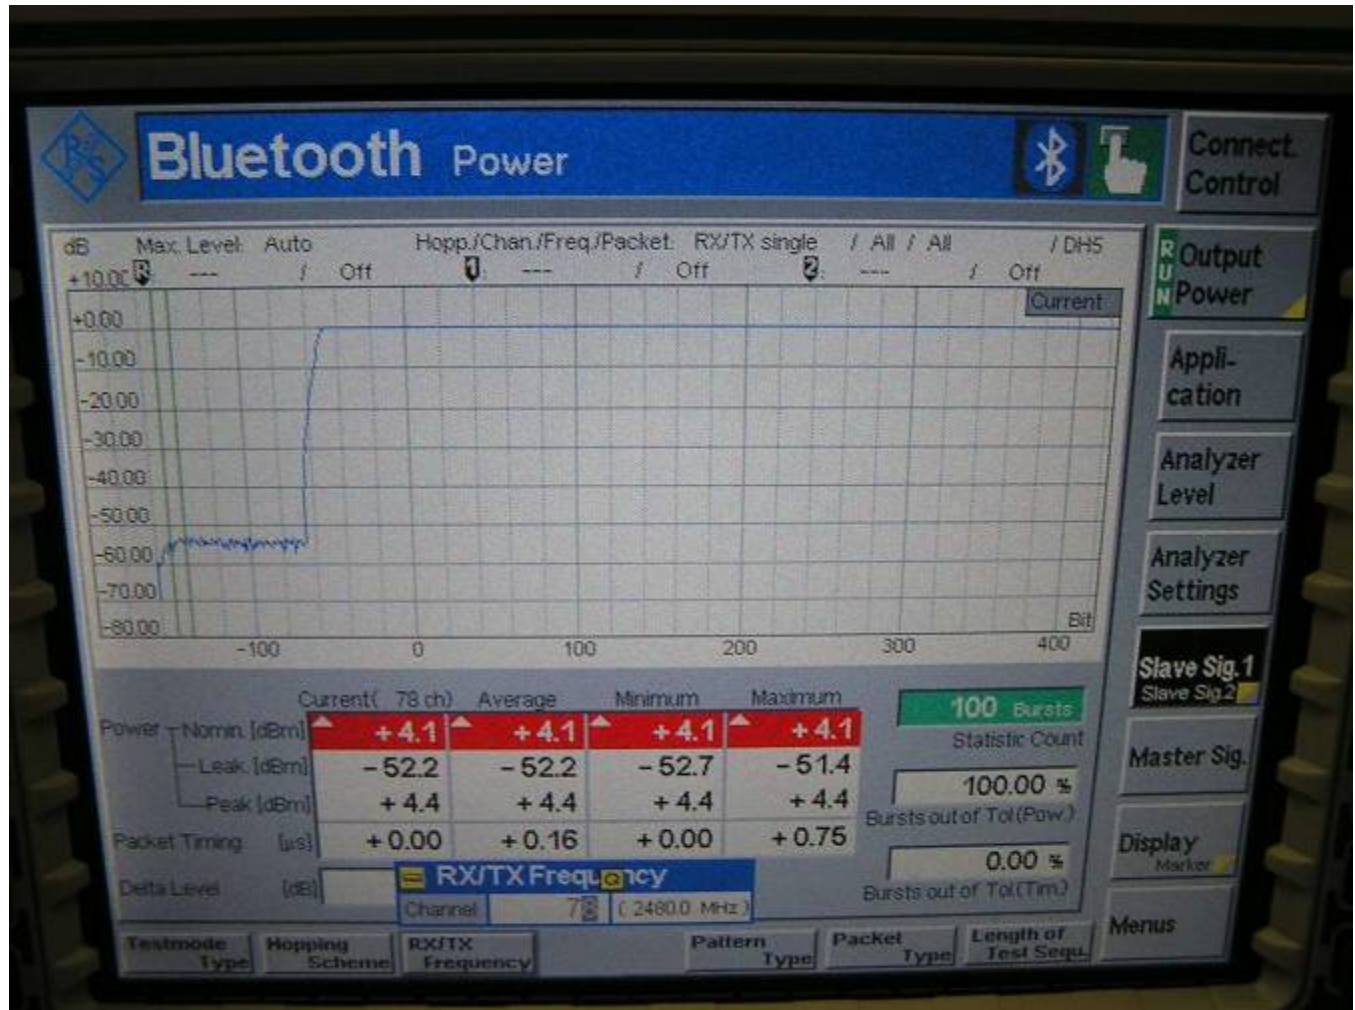 R&S
Bluetooth Power
Connect.
Control
dB Max. Level: Auto Hopp./Chan./Freq./Packet: RX/TX single / All / All / DH5
+10.00 R: --- / Off 1: --- / Off 2: --- / Off
Current
+0.00
-10.00
-20.00
-30.00
-40.00
-50.00
-60.00
-70.00
-80.00
Bit
-100 0 100 200 300 400
RUN
Output
Power
Appli-
cation
Analyzer
Level
Analyzer
Settings
Slave Sig.1
Slave Sig.2
Master Sig.
Display
Marker
Menus
Current( 78 ch) Average Minimum Maximum
Power Nomin. [dBm] +4.1 +4.1 +4.1 +4.1
Leak. [dBm] -52.2 -52.2 -52.7 -51.4
Peak [dBm] +4.4 +4.4 +4.4 +4.4
Packet Timing [µs] +0.00 +0.16 +0.00 +0.75
Delta Level [dB]
100 Bursts
Statistic Count
100.00 %
Bursts out of Tol(Pow.)
0.00 %
Bursts out of Tol(Tim.)
RX/TX Frequency
Channel 78 ( 2480.0 MHz )
Testmode
Type
Hopping
Scheme
RX/TX
Frequency
Pattern
Type
Packet
Type
Length of
Test Sequ.